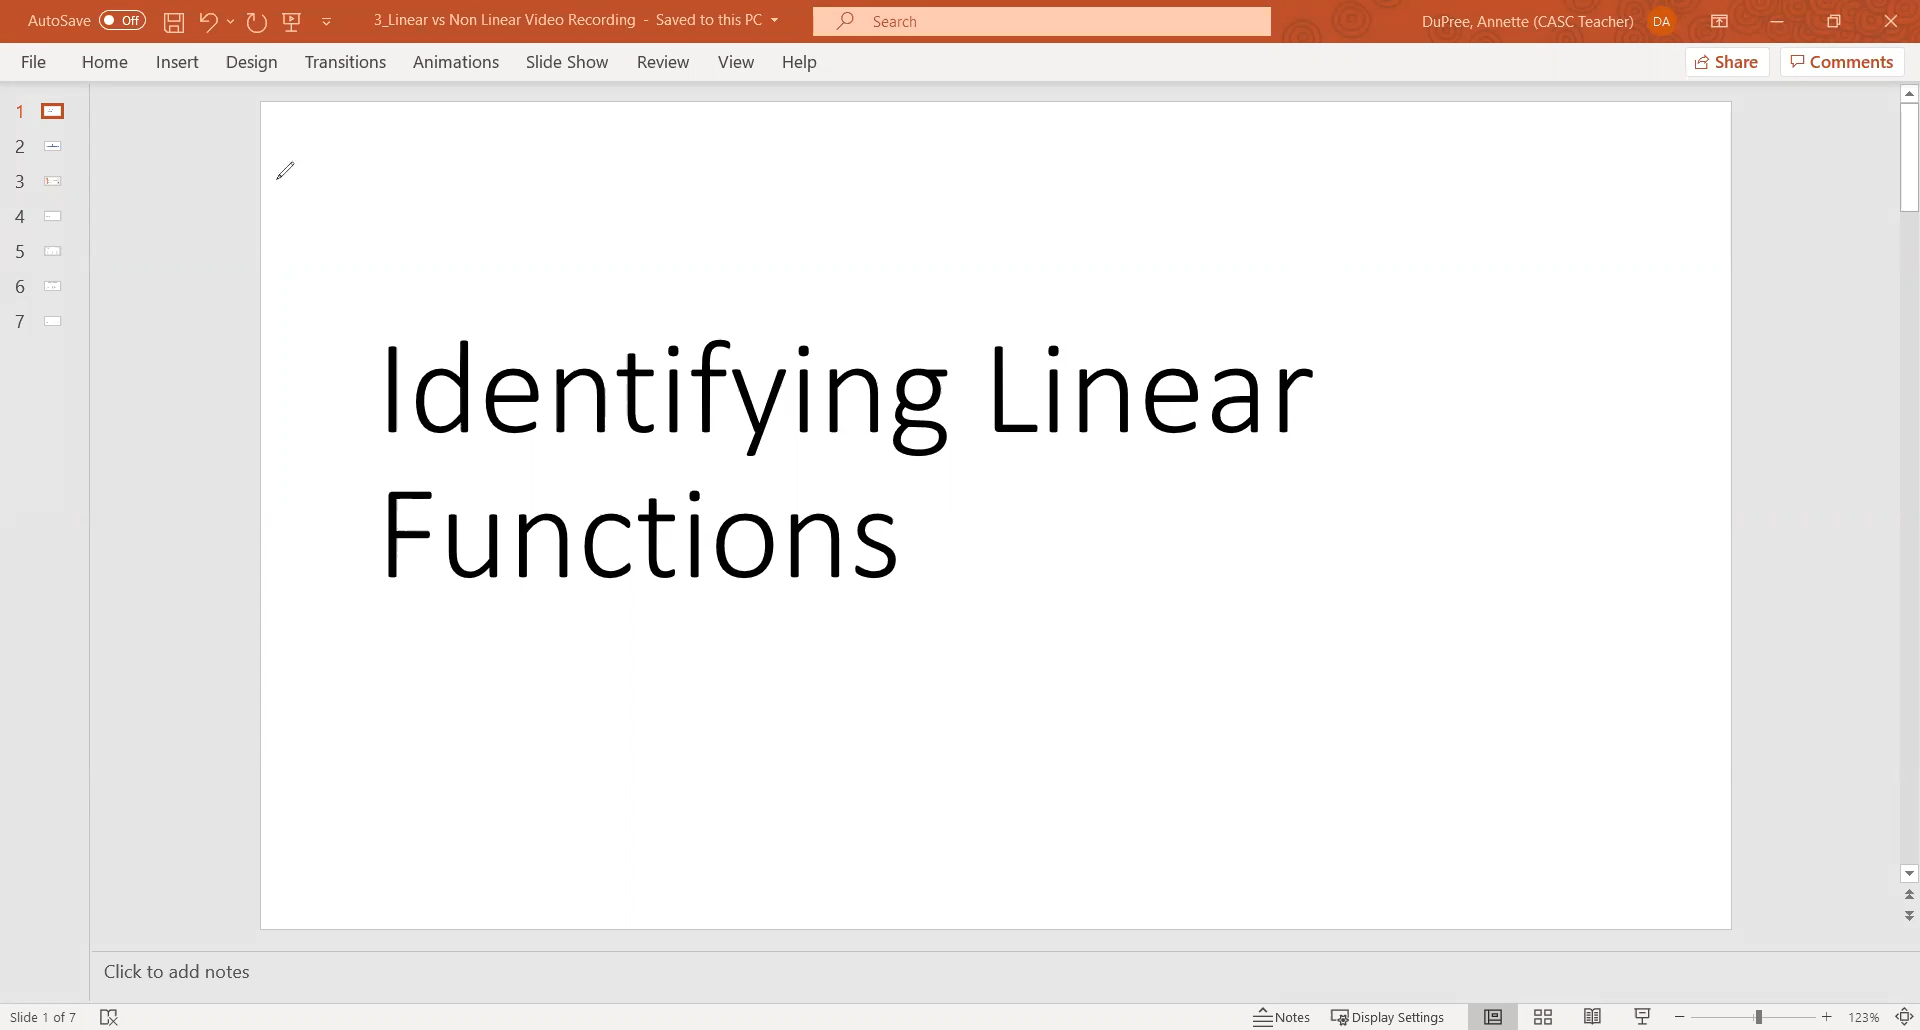 AutoSave Off 3_Linear vs Non Linear Video Recording - Saved to this PC Search DuPree, Annette (CASC Teacher) DA
File Home Insert Design Transitions Animations Slide Show Review View Help Share Comments
1
2
3
4
5
6
7
Identifying Linear
Functions
Click to add notes
Slide 1 of 7 Notes Display Settings 123%